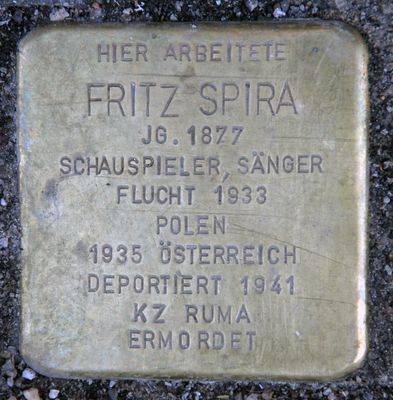 HIER ARBEITETE
FRITZ SPIRA
JG. 1877
SCHAUSPIELER, SÄNGER
FLUCHT 1933
POLEN
1935 ÖSTERREICH
DEPORTIERT 1941
KZ RUMA
ERMORDET